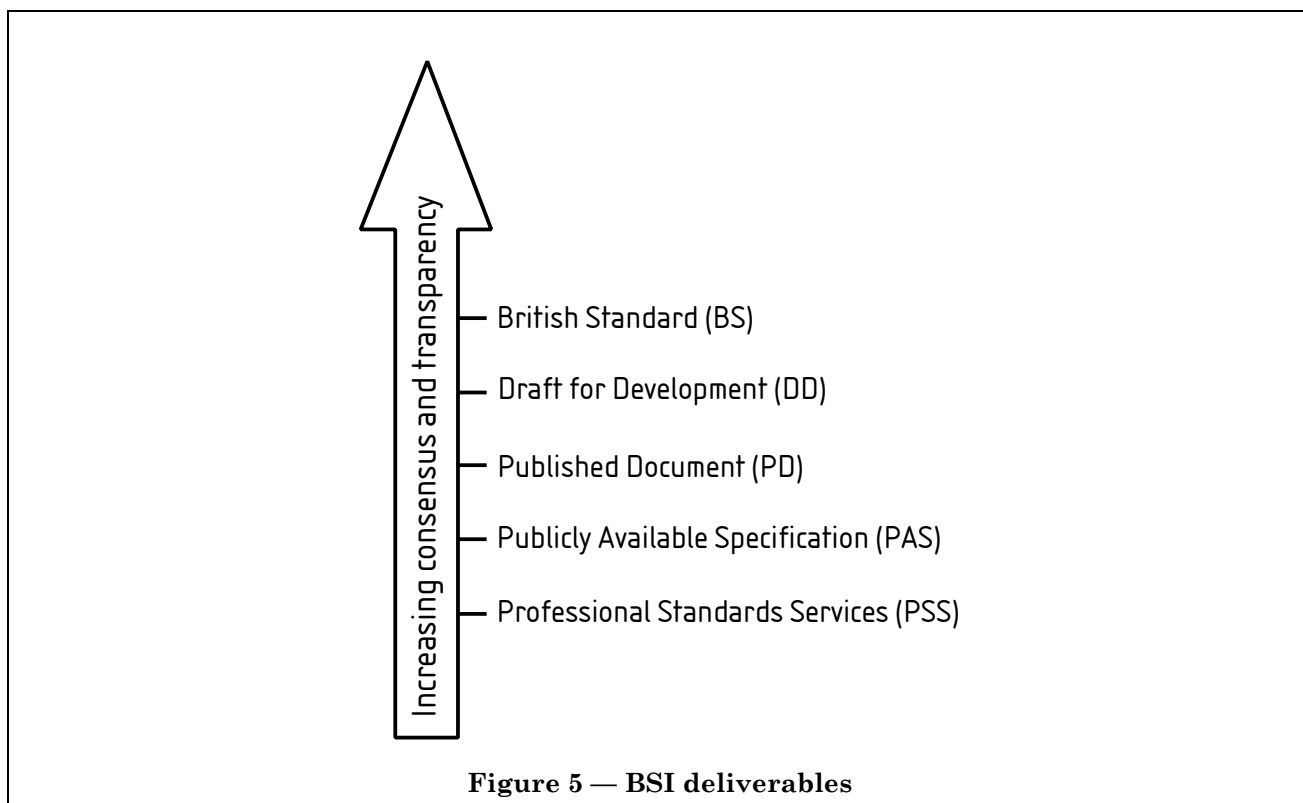 Increasing consensus and transparency
British Standard (BS)
Draft for Development (DD)
Published Document (PD)
Publicly Available Specification (PAS)
Professional Standards Services (PSS)
Figure 5 — BSI deliverables